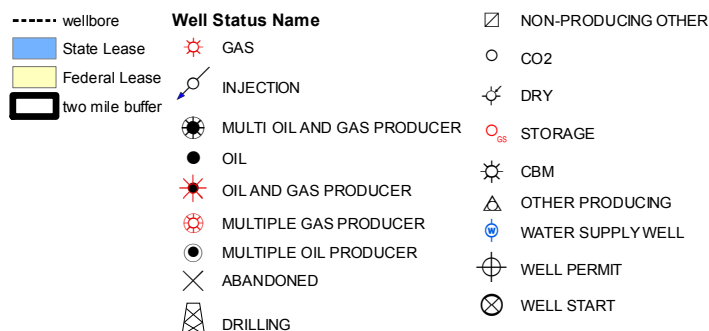 wellbore
State Lease
Federal Lease
two mile buffer
Well Status Name
GAS
INJECTION
MULTI OIL AND GAS PRODUCER
OIL
OIL AND GAS PRODUCER
MULTIPLE GAS PRODUCER
MULTIPLE OIL PRODUCER
ABANDONED
DRILLING
NON-PRODUCING OTHER
CO2
DRY
GS STORAGE
CBM
OTHER PRODUCING
W WATER SUPPLY WELL
WELL PERMIT
WELL START